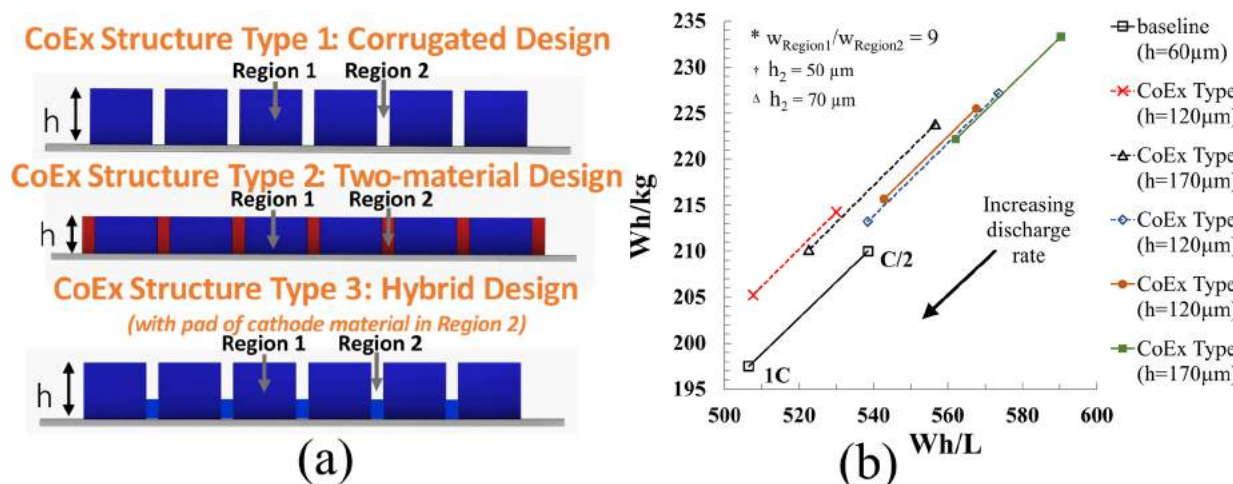 CoEx Structure Type 1: Corrugated Design
Region 1 Region 2
h
CoEx Structure Type 2: Two-material Design
Region 1 Region 2
h
CoEx Structure Type 3: Hybrid Design
(with pad of cathode material in Region 2)
Region 1 Region 2
h
(a)
(b)
235
230
225
220
215
210
205
200
195
Wh/kg
500 520 540 560 580 600
Wh/L
* wRegion1/wRegion2 = 9
† h2 = 50 µm
Δ h2 = 70 µm
Increasing
discharge
rate
C/2
1C
baseline
(h=60µm)
CoEx Type
(h=120µm)
CoEx Type
(h=170µm)
CoEx Type
(h=120µm)
CoEx Type
(h=120µm)
CoEx Type
(h=170µm)